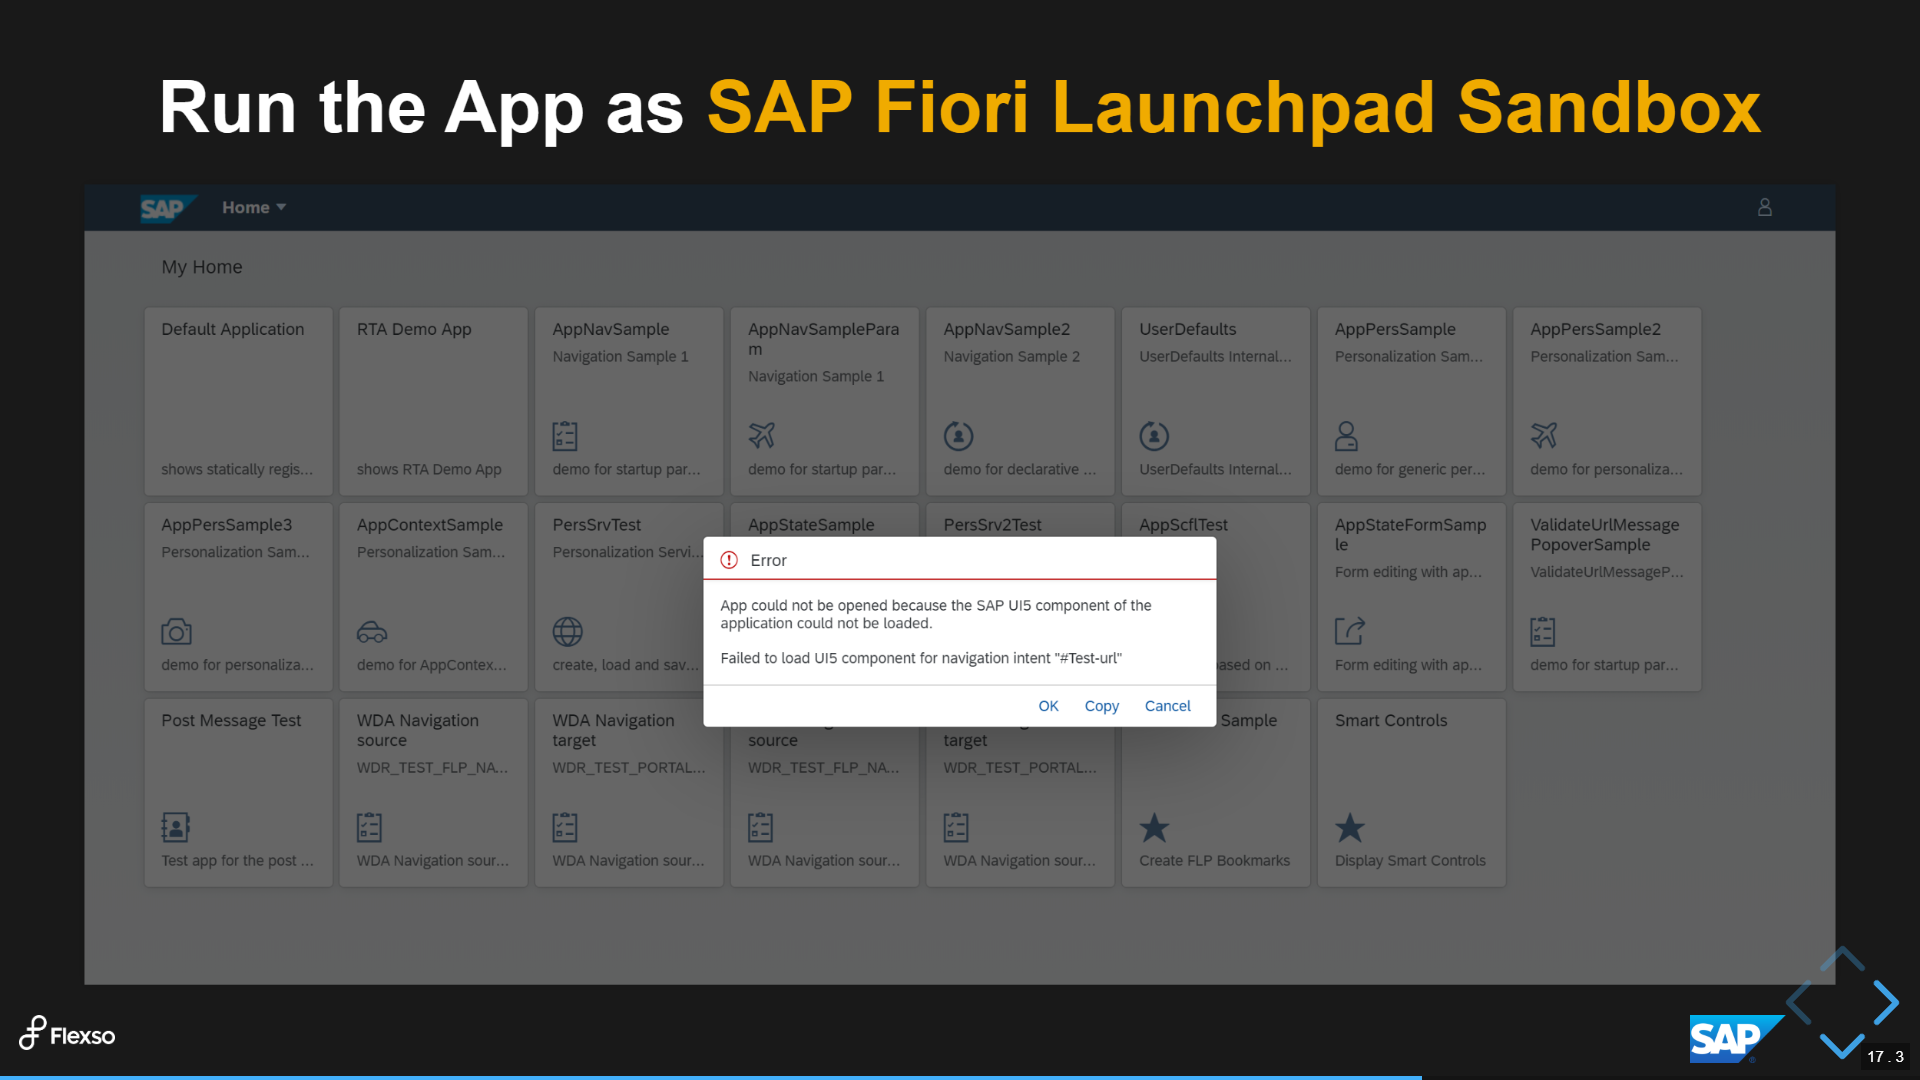 Run the App as SAP Fiori Launchpad Sandbox
SAP Home
My Home
Default Application
shows statically regis...
RTA Demo App
shows RTA Demo App
AppNavSample
Navigation Sample 1
demo for startup par...
AppNavSamplePara
m
Navigation Sample 1
demo for startup par...
AppNavSample2
Navigation Sample 2
demo for declarative ...
UserDefaults
UserDefaults Internal...
UserDefaults Internal...
AppPersSample
Personalization Sam...
demo for generic per...
AppPersSample2
Personalization Sam...
demo for personaliza...
AppPersSample3
Personalization Sam...
demo for personaliza...
AppContextSample
Personalization Sam...
demo for AppContex...
PersSrvTest
Personalization Servi...
create, load and sav...
AppStateSample
PersSrv2Test
AppScflTest
ased on ...
AppStateFormSamp
le
Form editing with ap...
Form editing with ap...
ValidateUrlMessage
PopoverSample
ValidateUrlMessageP...
demo for startup par...
Error
App could not be opened because the SAP UI5 component of the
application could not be loaded.
Failed to load UI5 component for navigation intent "#Test-url"
OK Copy Cancel
Post Message Test
Test app for the post ...
WDA Navigation
source
WDR_TEST_FLP_NA...
WDA Navigation sour...
WDA Navigation
target
WDR_TEST_PORTAL...
WDA Navigation sour...
source
WDR_TEST_FLP_NA...
WDA Navigation sour...
target
WDR_TEST_PORTAL...
WDA Navigation sour...
Sample
Create FLP Bookmarks
Smart Controls
Display Smart Controls
Flexso
SAP
17 . 3